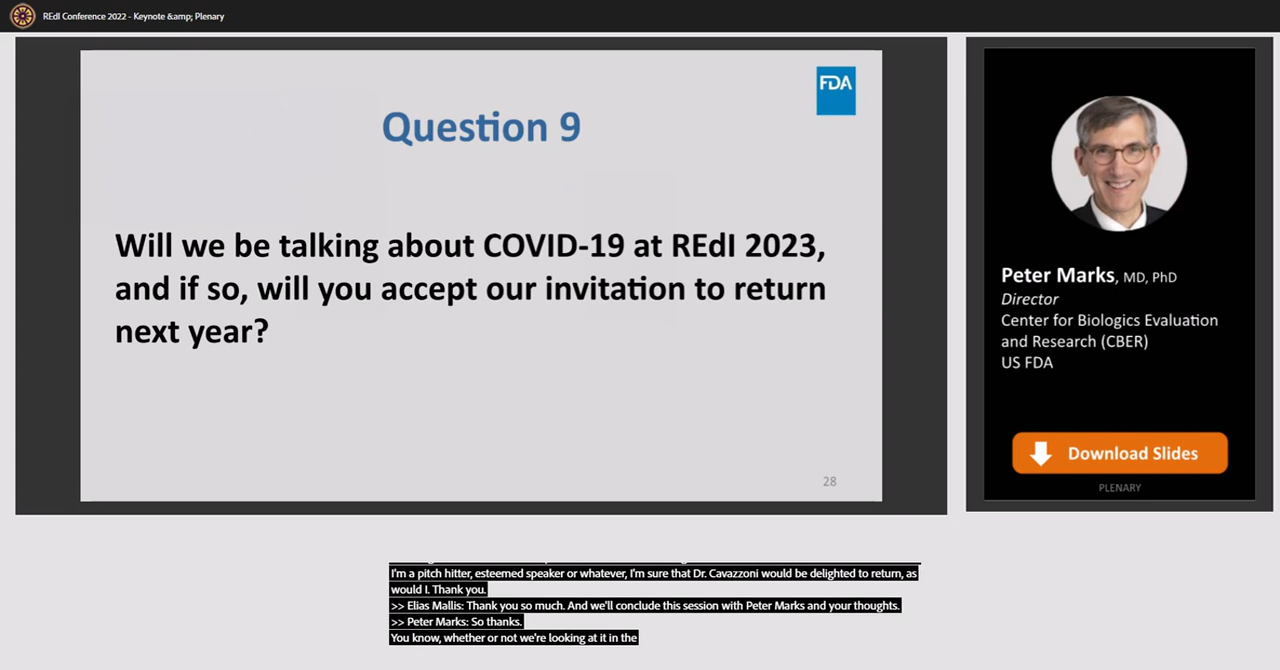 REdI Conference 2022 - Keynote &amp; Plenary
FDA
Question 9
Will we be talking about COVID-19 at REdI 2023,
and if so, will you accept our invitation to return
next year?
28
Peter Marks, MD, PhD
Director
Center for Biologics Evaluation
and Research (CBER)
US FDA
Download Slides
PLENARY
I'm a pitch hitter, esteemed speaker or whatever, I'm sure that Dr. Cavazzoni would be delighted to return, as
would I. Thank you.
>> Elias Mallis: Thank you so much. And we'll conclude this session with Peter Marks and your thoughts.
>> Peter Marks: So thanks.
You know, whether or not we're looking at it in the